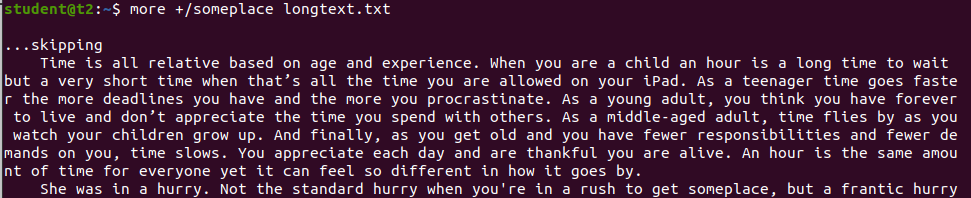 student@t2:~$ more +/someplace longtext.txt
...skipping
Time is all relative based on age and experience. When you are a child an hour is a long time to wait
but a very short time when that’s all the time you are allowed on your iPad. As a teenager time goes faste
r the more deadlines you have and the more you procrastinate. As a young adult, you think you have forever
to live and don’t appreciate the time you spend with others. As a middle-aged adult, time flies by as you
watch your children grow up. And finally, as you get old and you have fewer responsibilities and fewer de
mands on you, time slows. You appreciate each day and are thankful you are alive. An hour is the same amou
nt of time for everyone yet it can feel so different in how it goes by.
She was in a hurry. Not the standard hurry when you're in a rush to get someplace, but a frantic hurry